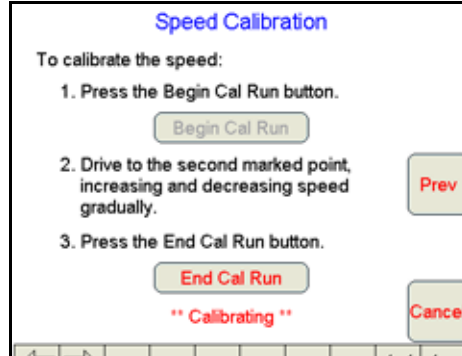 Speed Calibration
To calibrate the speed:
1. Press the Begin Cal Run button.
Begin Cal Run
2. Drive to the second marked point,
increasing and decreasing speed
gradually.
Prev
3. Press the End Cal Run button.
End Cal Run
** Calibrating **
Cance